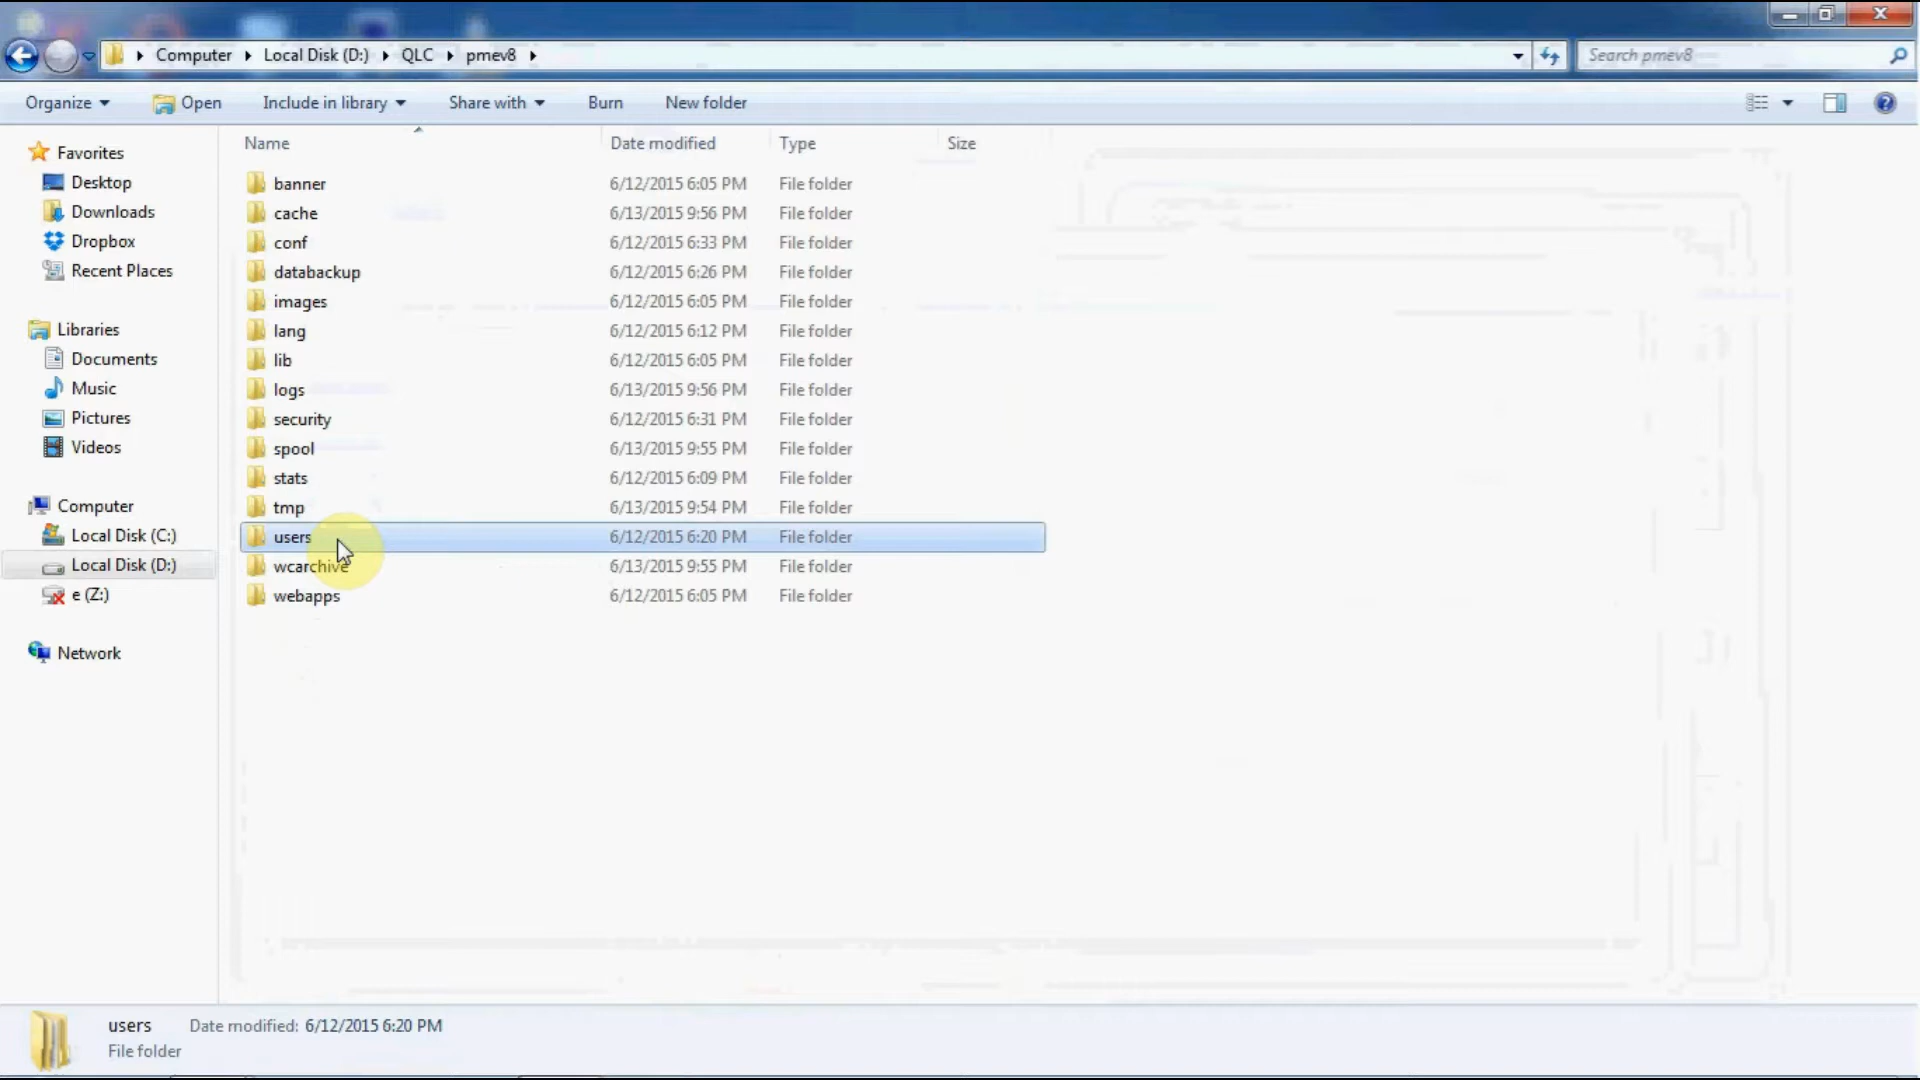 Computer Local Disk (D:) QLC pmev8
Search pmev8
Organize Open Include in library Share with Burn New folder
Name Date modified Type Size
Favorites
Desktop
Downloads
Dropbox
Recent Places
Libraries
Documents
Music
Pictures
Videos
Computer
Local Disk (C:)
Local Disk (D:)
e (Z:)
Network
banner 6/12/2015 6:05 PM File folder
cache 6/13/2015 9:56 PM File folder
conf 6/12/2015 6:33 PM File folder
databackup 6/12/2015 6:26 PM File folder
images 6/12/2015 6:05 PM File folder
lang 6/12/2015 6:12 PM File folder
lib 6/12/2015 6:05 PM File folder
logs 6/13/2015 9:56 PM File folder
security 6/12/2015 6:31 PM File folder
spool 6/13/2015 9:55 PM File folder
stats 6/12/2015 6:09 PM File folder
tmp 6/13/2015 9:54 PM File folder
users 6/12/2015 6:20 PM File folder
wcarchive 6/13/2015 9:55 PM File folder
webapps 6/12/2015 6:05 PM File folder
users Date modified: 6/12/2015 6:20 PM
File folder